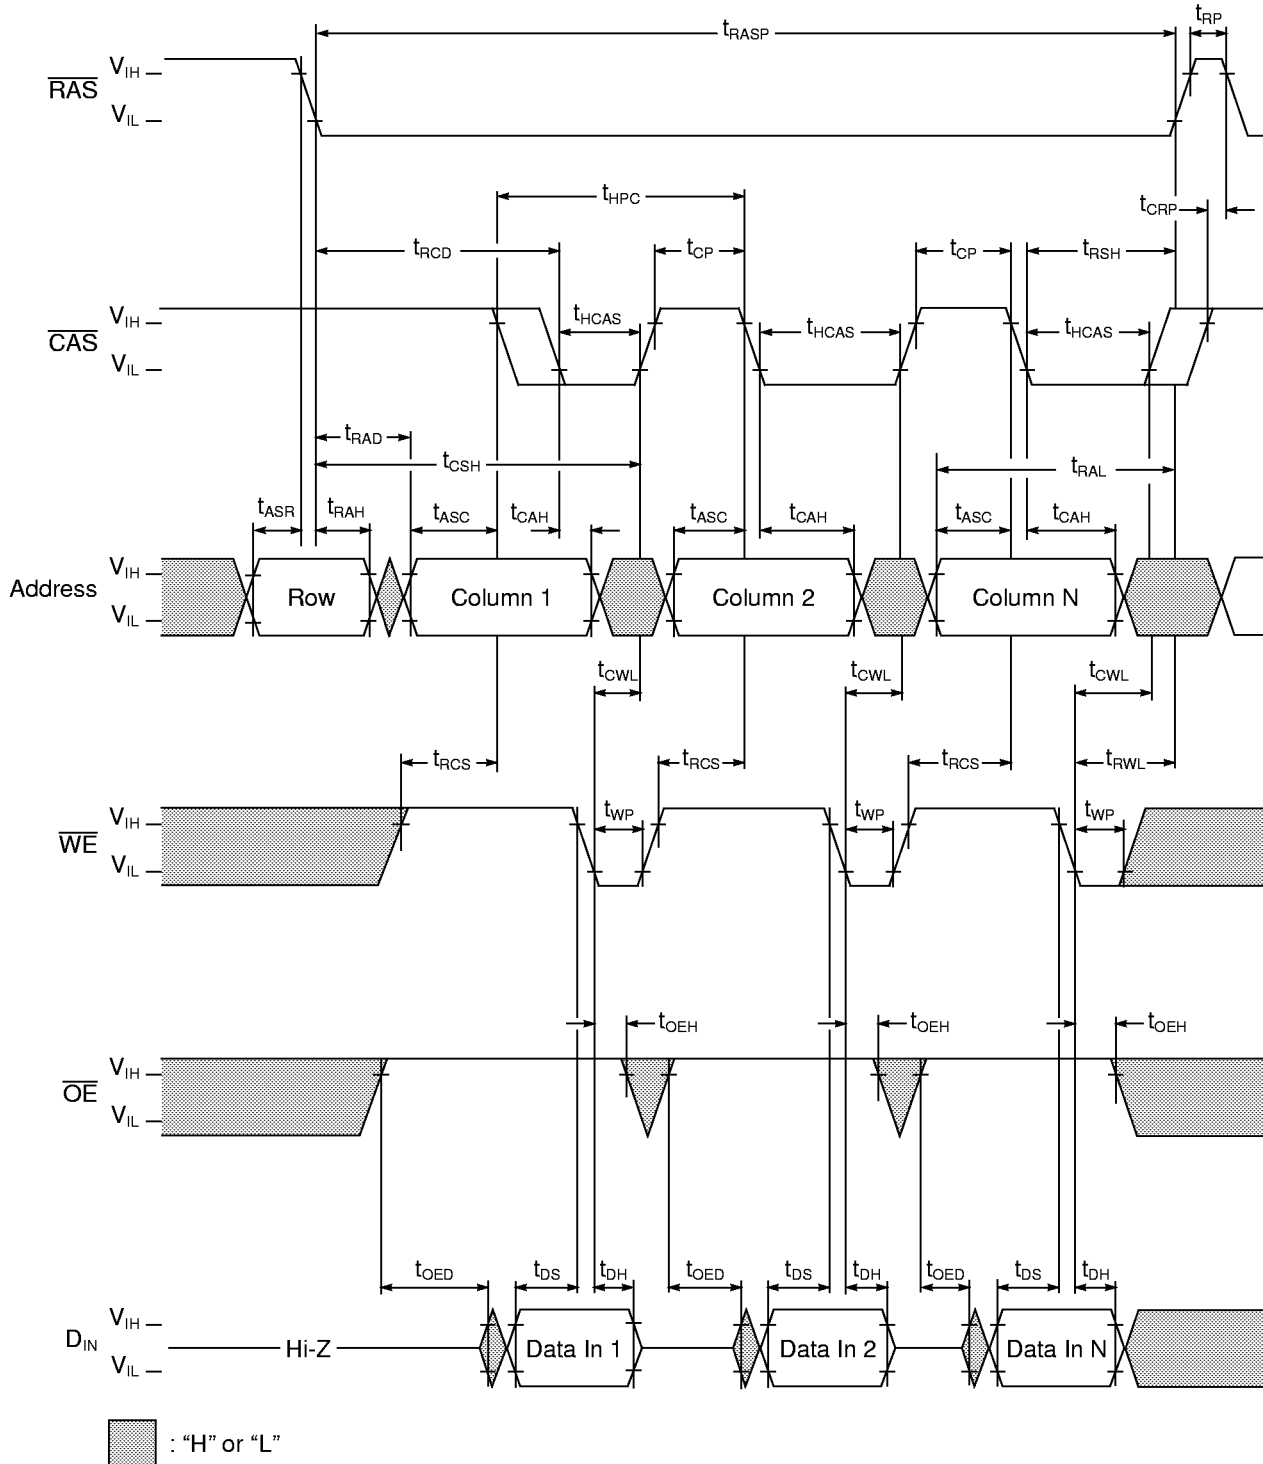 tRASP
tRP
RAS
VIH
VIL
tHPC
tCRP
tRCD
tCP
tCP
tRSH
CAS
VIH
VIL
tHCAS
tHCAS
tHCAS
tRAD
tCSH
tRAL
tASR
tRAH
tASC
tCAH
tASC
tCAH
tASC
tCAH
Address
VIH
VIL
Row
Column 1
Column 2
Column N
tCWL
tCWL
tCWL
tRCS
tRCS
tRCS
tRWL
WE
VIH
VIL
tWP
tWP
tWP
tOEH
tOEH
tOEH
OE
VIH
VIL
tOED
tDS
tDH
tOED
tDS
tDH
tOED
tDS
tDH
DIN
VIH
VIL
Hi-Z
Data In 1
Data In 2
Data In N
: “H” or “L”